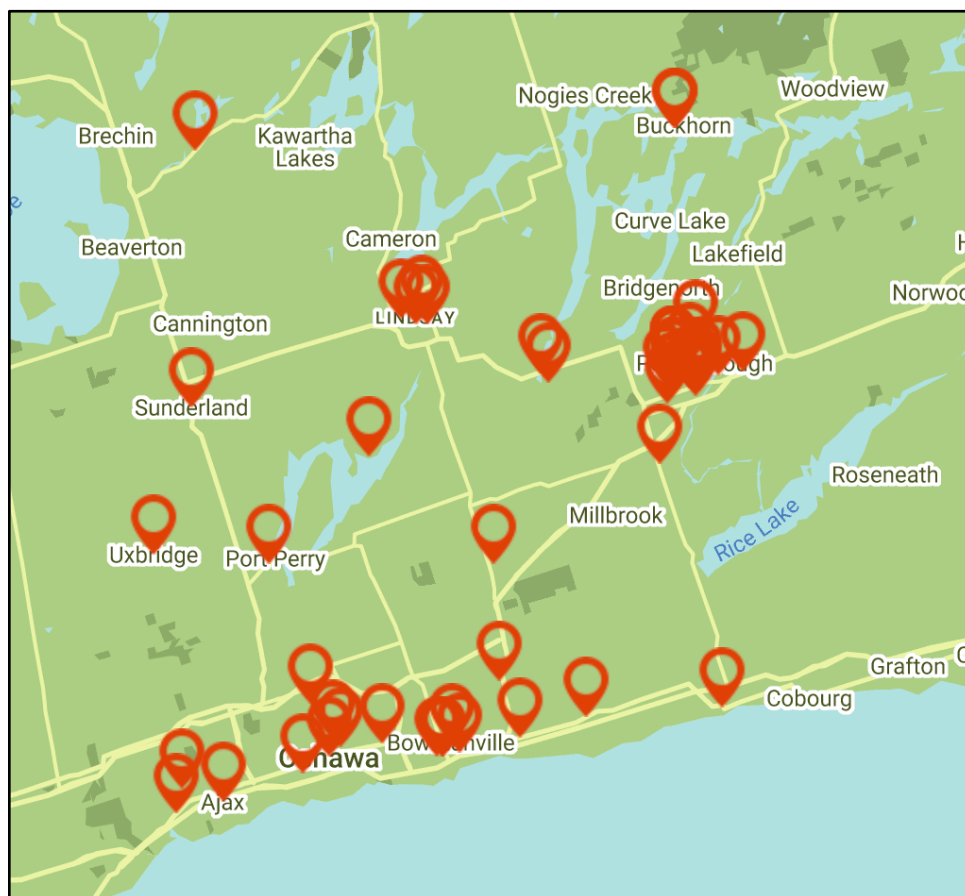 Woodview
Nogies Creek
Buckhorn
Brechin
Kawartha
Lakes
Curve Lake
Cameron
Beaverton
Lakefield
Bridgenorth
Cannington
LINDSAY
Sunderland
Roseneath
Millbrook
Rice Lake
Uxbridge
Port Perry
Grafton
Cobourg
Ajax